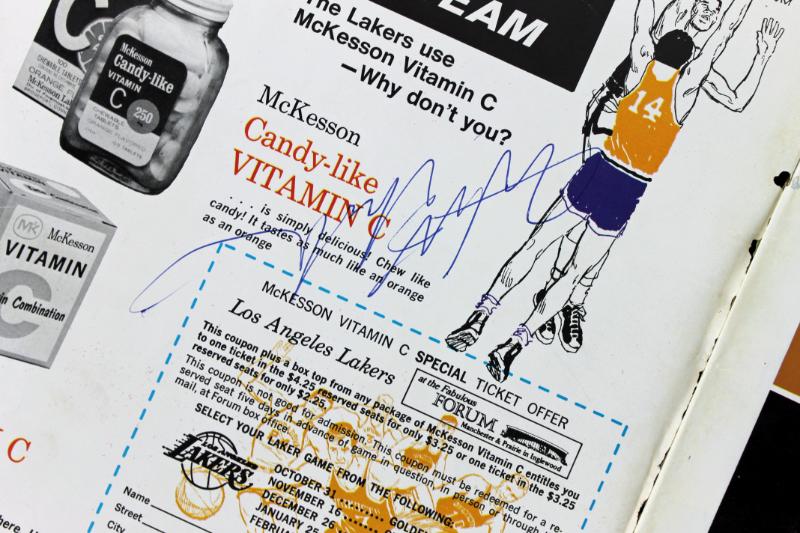 TEAM
The Lakers use
McKesson Vitamin C
—Why don't you?
McKesson
Candy-like
VITAMIN
C
250
CHEWABLE
TABLETS
ORANGE FLAVORED
McKesson
Candy-like
VITAMIN C
. . . . is simply delicious! Chew like
candy! It tastes as much like an orange
as an orange
14
MK McKesson
VITAMIN
C
in Combination
McKESSON VITAMIN C SPECIAL TICKET OFFER
Los Angeles Lakers
at the Fabulous
FORUM
Manchester & Prairie in Inglewood
This coupon plus a box top from any package of McKesson Vitamin C entitles you
to one ticket in the $4.25 reserved seats for only $3.25 or one ticket in the $3.25
reserved seats for only $2.25.
This coupon is not good for admission. This coupon must be redeemed for a re-
served seat five days in advance of game in question, in person or through
mail, at Forum box office.
SELECT YOUR LAKER GAME FROM THE FOLLOWING:
LOS ANGELES
LAKERS
OCTOBER 31
NOVEMBER 16
DECEMBER 26
JANUARY 25
Name
Street
City
C